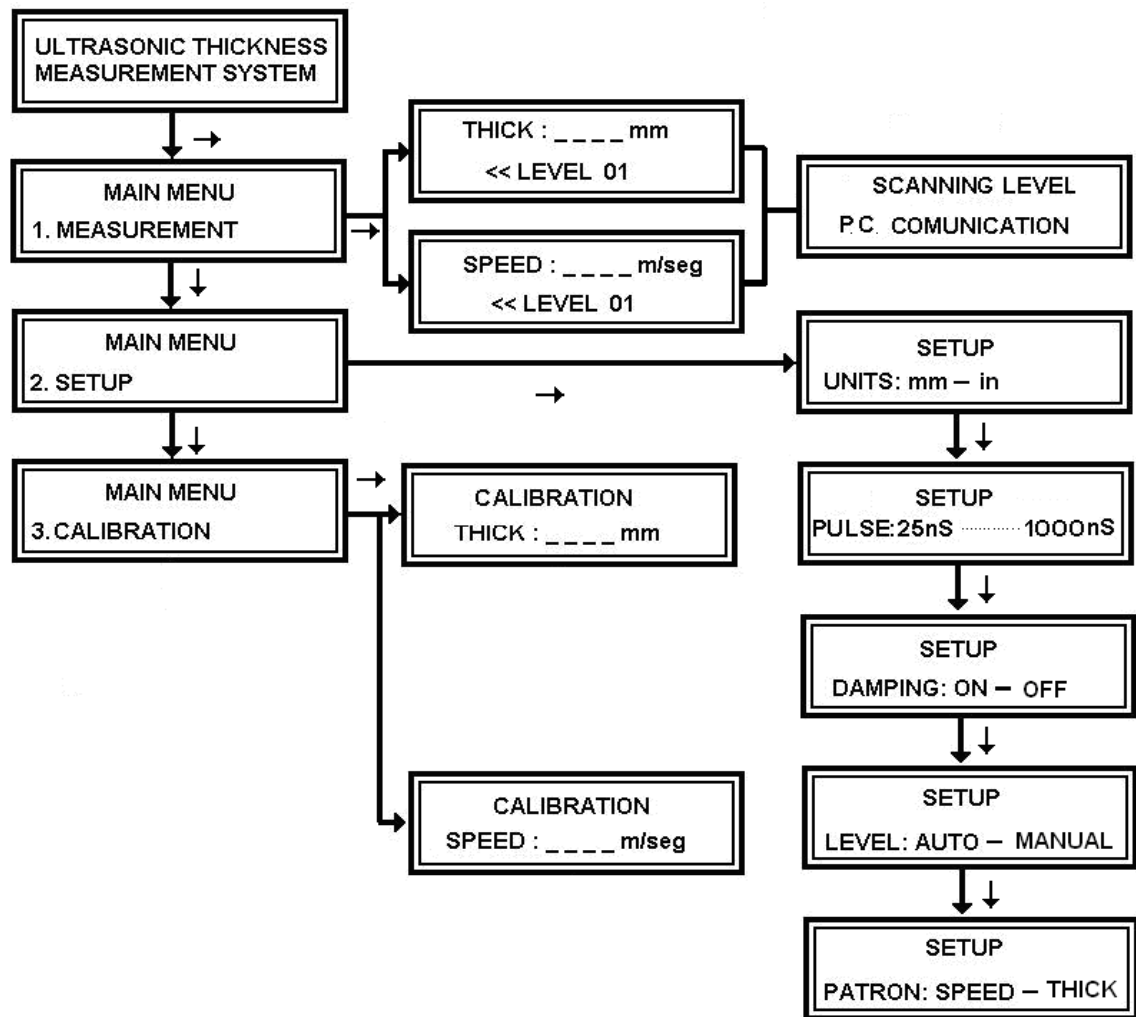 ULTRASONIC THICKNESS
MEASUREMENT SYSTEM
MAIN MENU
1. MEASUREMENT
THICK : _ _ _ _ mm
<< LEVEL 01
SPEED : _ _ _ _ m/seg
<< LEVEL 01
SCANNING LEVEL
P.C. COMUNICATION
MAIN MENU
2. SETUP
SETUP
UNITS: mm – in
SETUP
PULSE:25nS ············ 1000nS
SETUP
DAMPING: ON – OFF
SETUP
LEVEL: AUTO – MANUAL
SETUP
PATRON: SPEED – THICK
MAIN MENU
3. CALIBRATION
CALIBRATION
THICK : _ _ _ _ mm
CALIBRATION
SPEED : _ _ _ _ m/seg